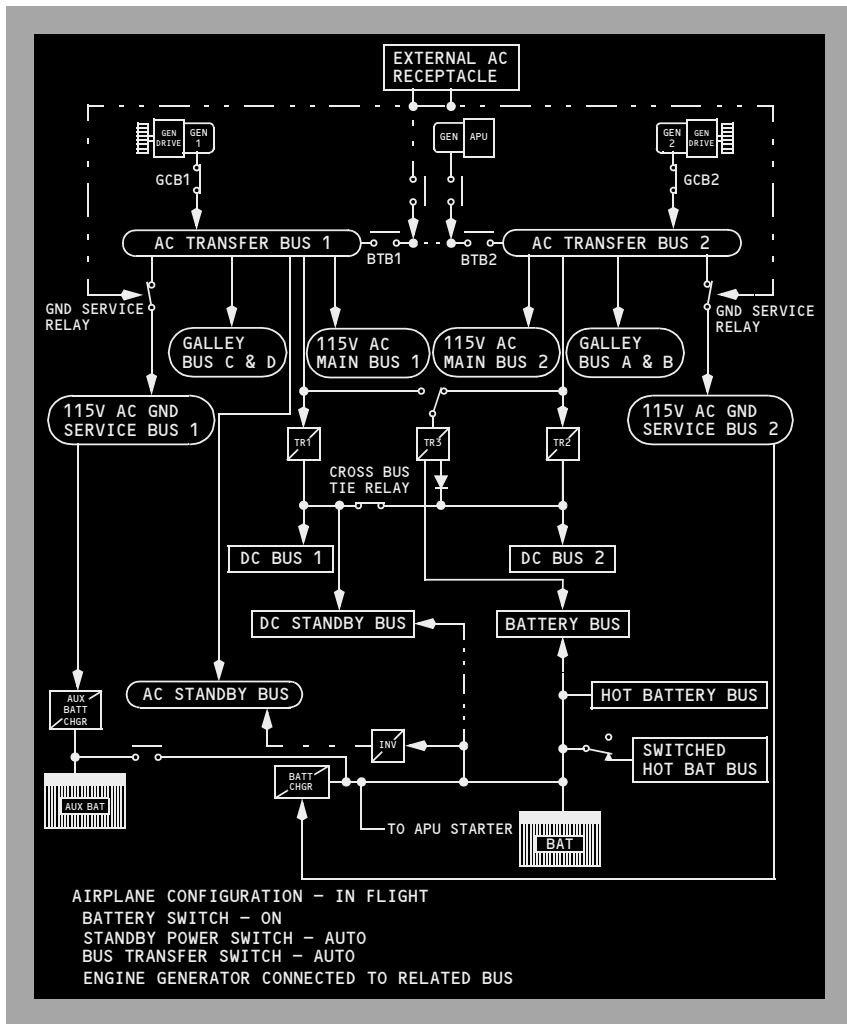 EXTERNAL AC
RECEPTACLE
GEN
DRIVE
GEN
1
GEN
APU
GEN
2
GEN
DRIVE
GCB1
GCB2
AC TRANSFER BUS 1
AC TRANSFER BUS 2
BTB1
BTB2
GND SERVICE
RELAY
GND SERVICE
RELAY
GALLEY
BUS C & D
115V AC
MAIN BUS 1
115V AC
MAIN BUS 2
GALLEY
BUS A & B
115V AC GND
SERVICE BUS 1
115V AC GND
SERVICE BUS 2
TR1
TR3
TR2
CROSS BUS
TIE RELAY
DC BUS 1
DC BUS 2
DC STANDBY BUS
BATTERY BUS
AC STANDBY BUS
HOT BATTERY BUS
AUX
BATT
CHGR
INV
SWITCHED
HOT BAT BUS
BATT
CHGR
AUX BAT
TO APU STARTER
BAT
AIRPLANE CONFIGURATION – IN FLIGHT
BATTERY SWITCH – ON
STANDBY POWER SWITCH – AUTO
BUS TRANSFER SWITCH – AUTO
ENGINE GENERATOR CONNECTED TO RELATED BUS